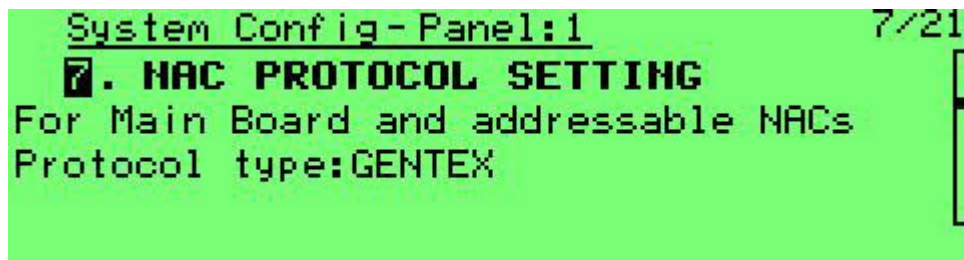 System Config-Panel:1 7/21
7. NAC PROTOCOL SETTING
For Main Board and addressable NACs
Protocol type:GENTEX